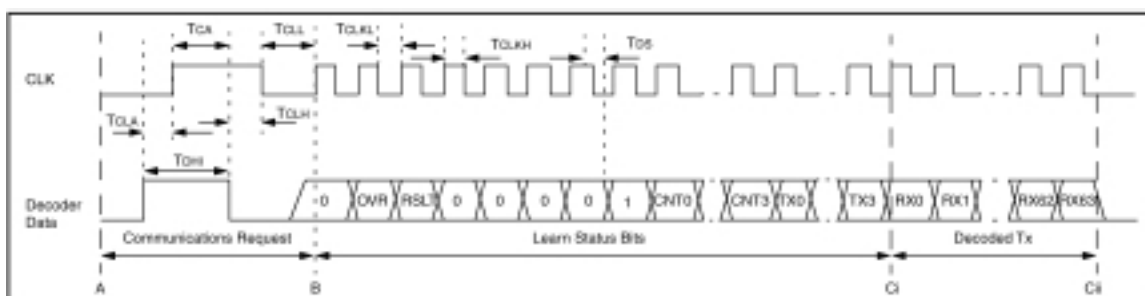 TCA TCLL TCLKL TCLKH TDS
CLK
TCLA TCLH
TDHI
Decoder Data
0 OVR RSLT 0 0 0 0 1 CNT0 CNT3 TX0 TX3 RX0 RX1 RX62 RX63
Communications Request Learn Status Bits Decoded Tx
A B Ci Cii